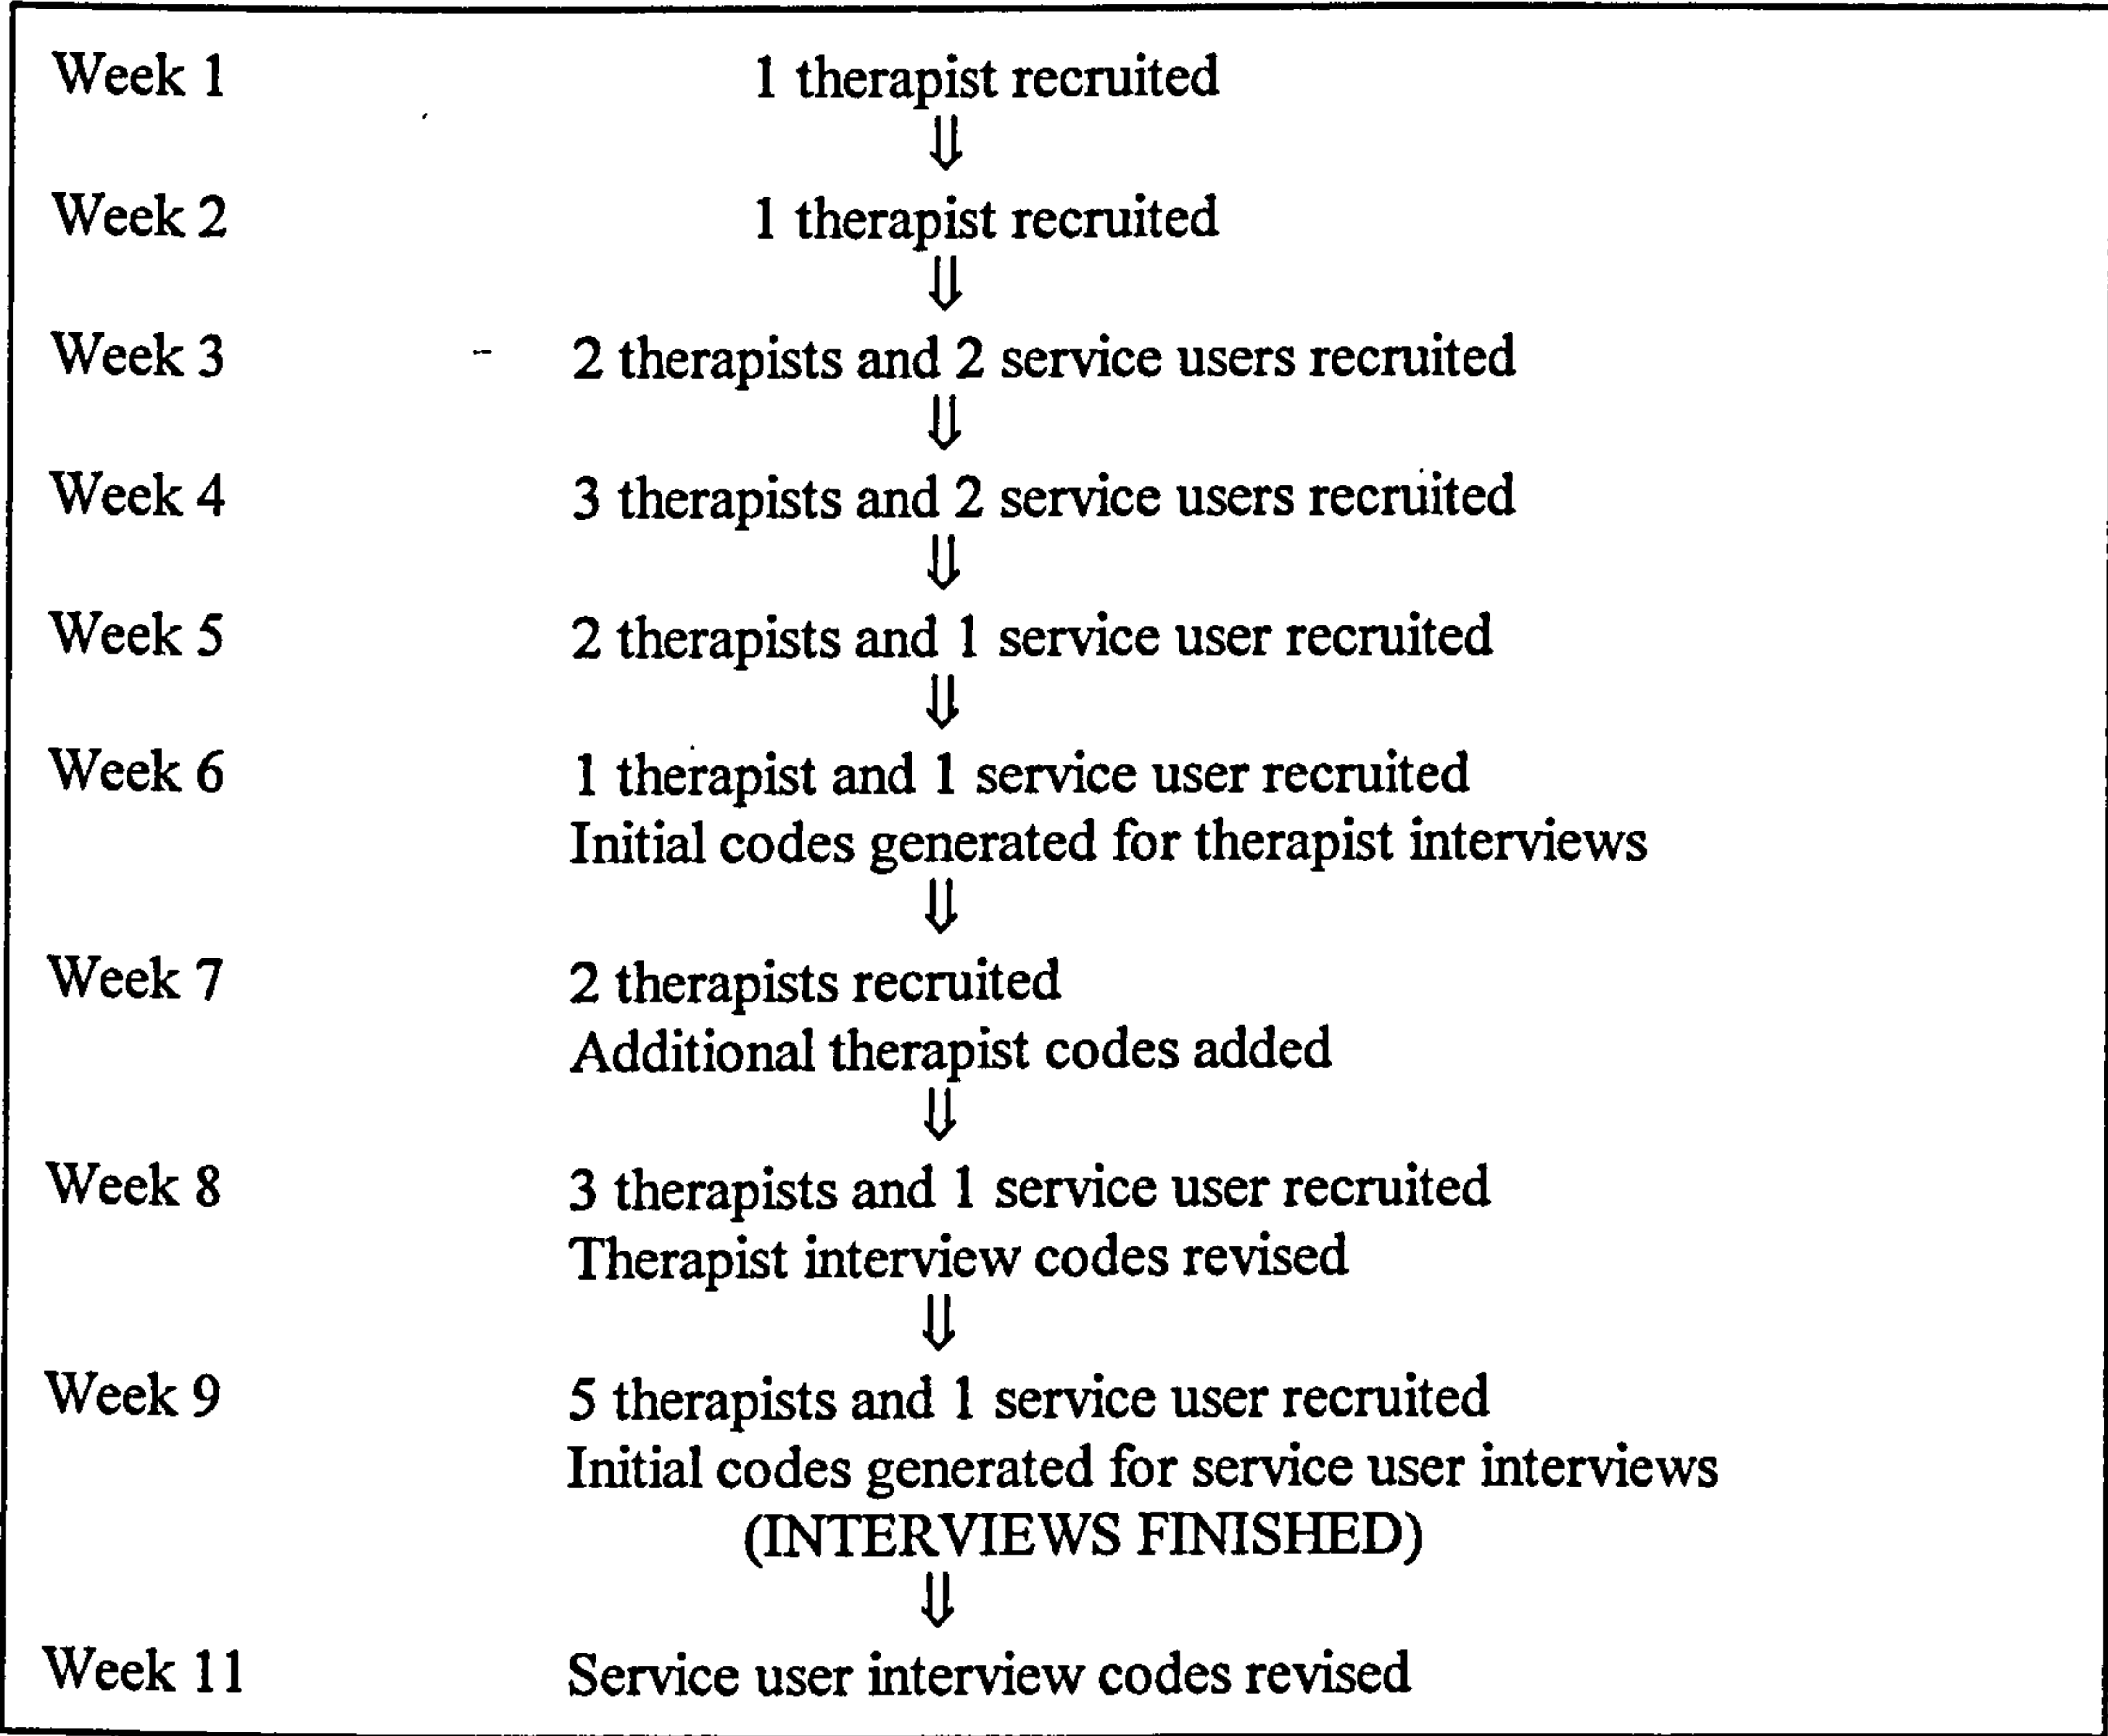 Week 1 1 therapist recruited
⇓
Week 2 1 therapist recruited
⇓
Week 3 2 therapists and 2 service users recruited
⇓
Week 4 3 therapists and 2 service users recruited
⇓
Week 5 2 therapists and 1 service user recruited
⇓
Week 6 1 therapist and 1 service user recruited
Initial codes generated for therapist interviews
⇓
Week 7 2 therapists recruited
Additional therapist codes added
⇓
Week 8 3 therapists and 1 service user recruited
Therapist interview codes revised
⇓
Week 9 5 therapists and 1 service user recruited
Initial codes generated for service user interviews
(INTERVIEWS FINISHED)
⇓
Week 11 Service user interview codes revised